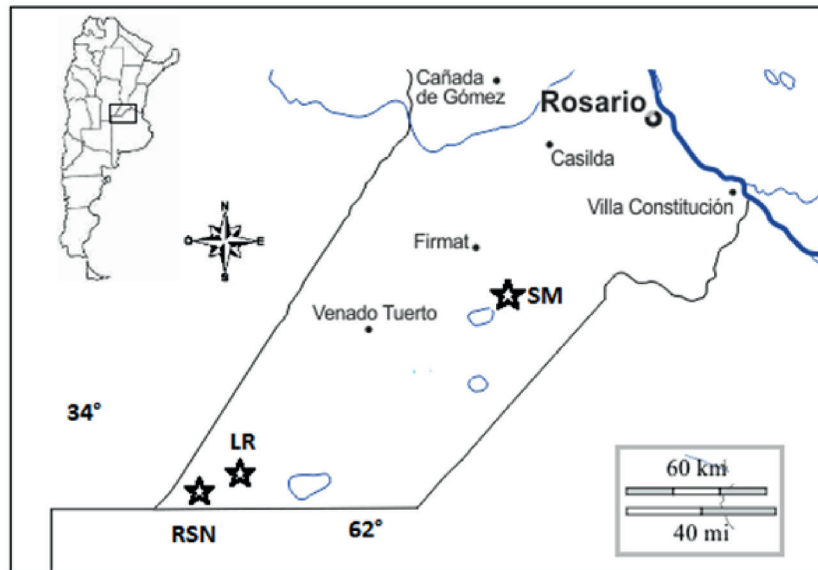 Cañada
de Gómez
Rosario
Casilda
Villa Constitución
N
O
E
S
Firmat
SM
Venado Tuerto
34°
LR
60 km
40 mi
RSN
62°